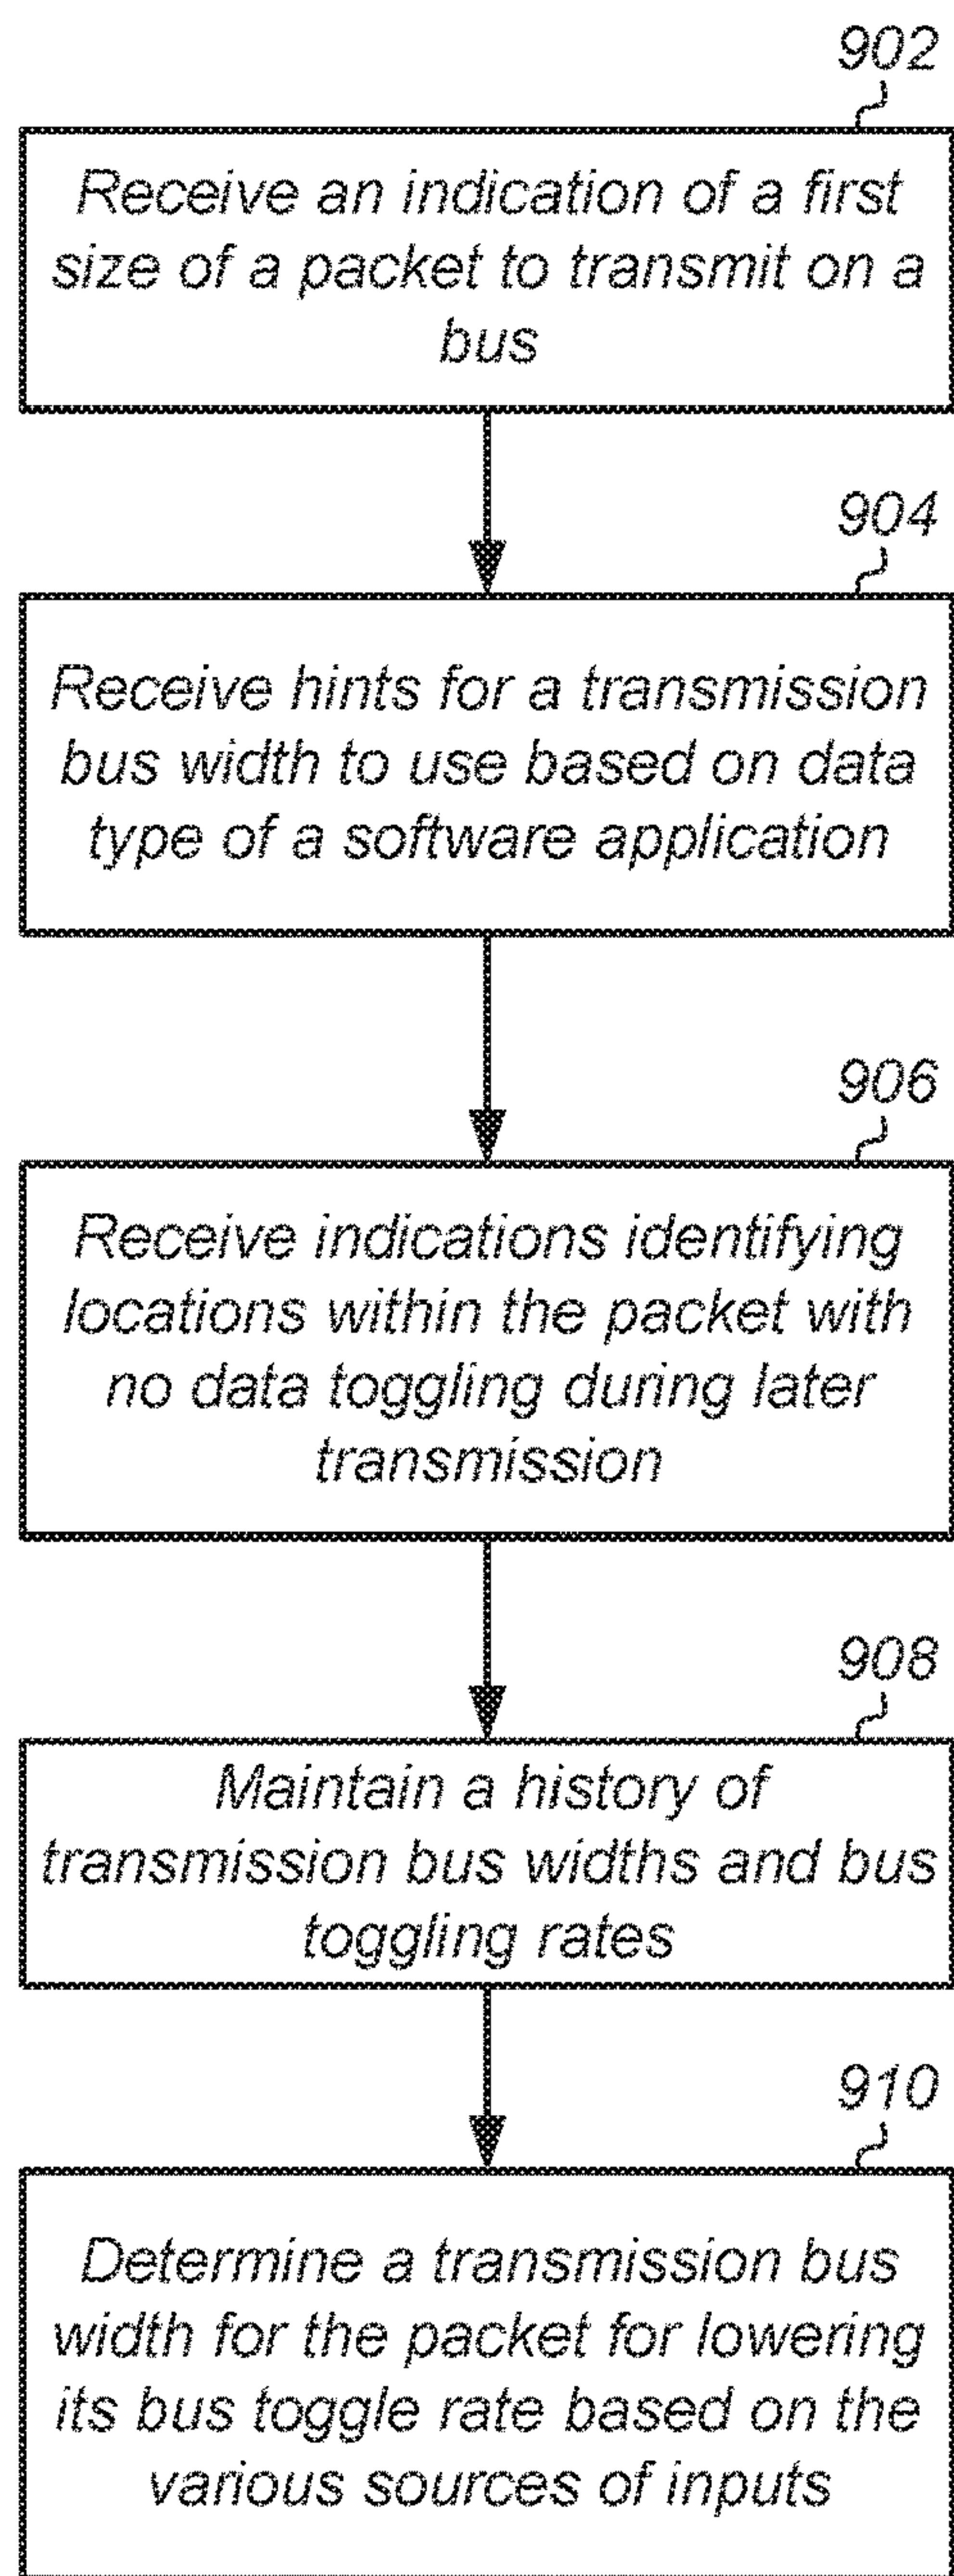 902
Receive an indication of a first
size of a packet to transmit on a
bus
904
Receive hints for a transmission
bus width to use based on data
type of a software application
906
Receive indications identifying
locations within the packet with
no data toggling during later
transmission
908
Maintain a history of
transmission bus widths and bus
toggling rates
910
Determine a transmission bus
width for the packet for lowering
its bus toggle rate based on the
various sources of inputs